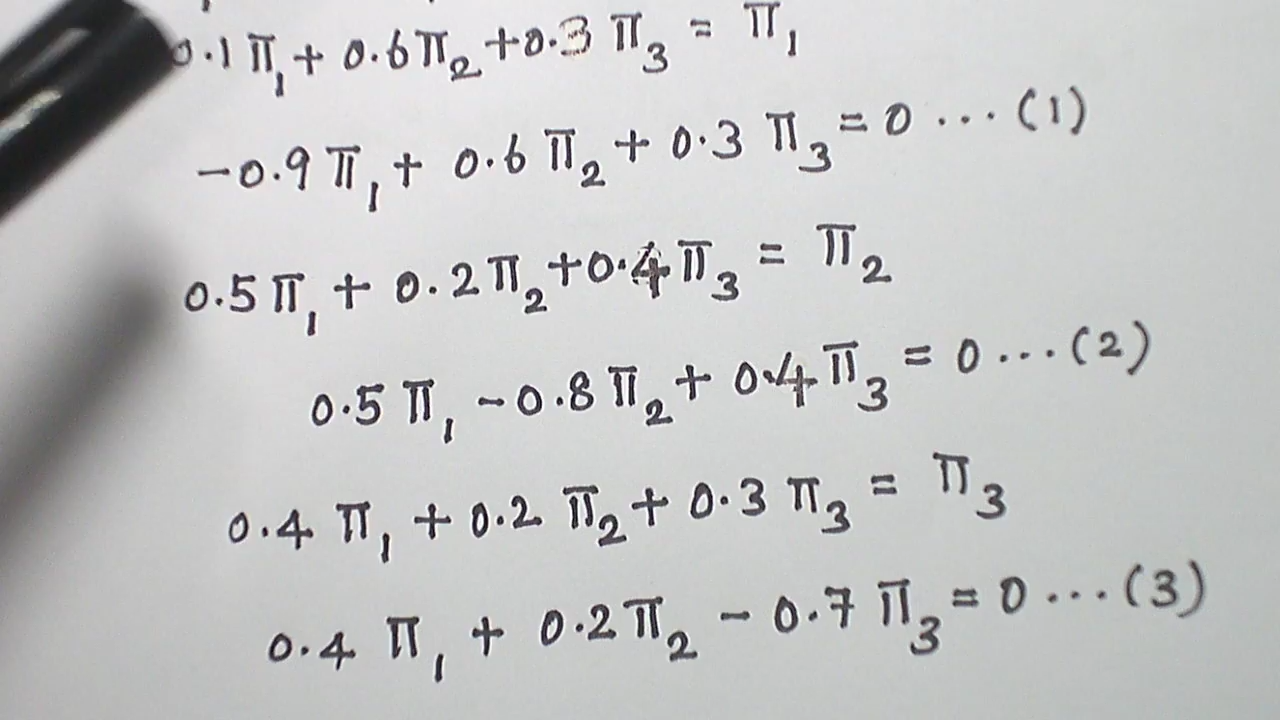 0.1 π₁ + 0.6 π₂ + 0.3 π₃ = π₁
-0.9 π₁ + 0.6 π₂ + 0.3 π₃ = 0 ... (1)
0.5 π₁ + 0.2 π₂ + 0.4 π₃ = π₂
0.5 π₁ - 0.8 π₂ + 0.4 π₃ = 0 ... (2)
0.4 π₁ + 0.2 π₂ + 0.3 π₃ = π₃
0.4 π₁ + 0.2 π₂ - 0.7 π₃ = 0 ... (3)